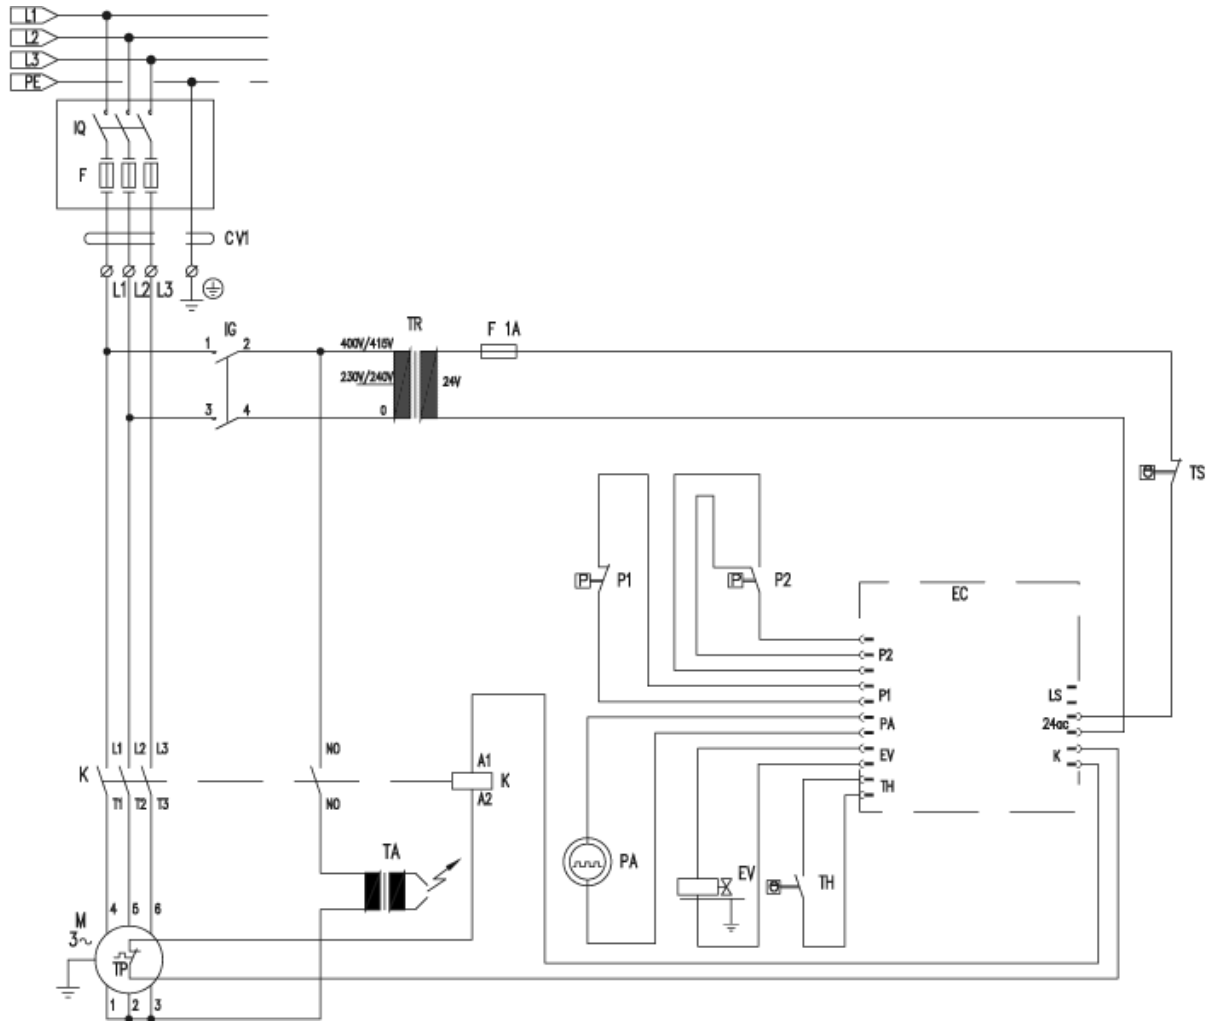 L1
L2
L3
PE
IQ
F
CV1
L1 L2 L3
IG
1 2
3 4
TR
400V/415V
230V/240V
0
24V
F 1A
TS
P
P1
P
P2
EC
P2
P1
PA
EV
TH
LS
24ac
K
L1 L2 L3
K
T1 T2 T3
NO
NO
A1
K
A2
TA
PA
EV
TH
4 5 6
M
3~
TP
1 2 3